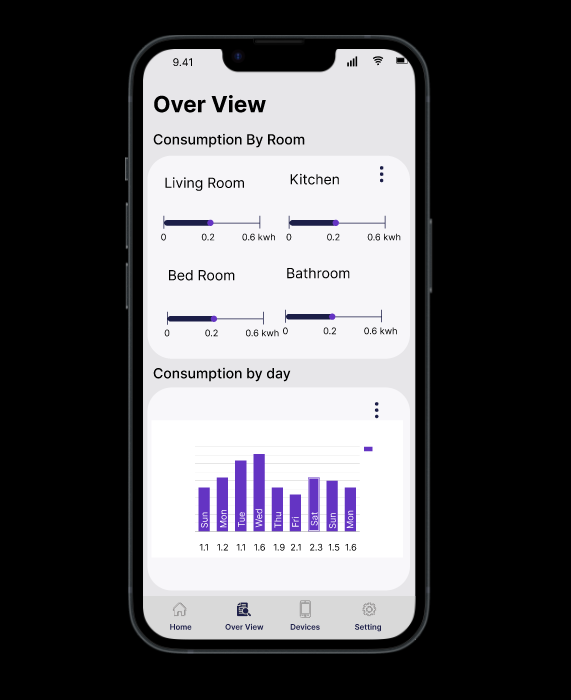 9.41
Over View
Consumption By Room
Living Room Kitchen
0 0.2 0.6 kwh 0 0.2 0.6 kwh
Bed Room Bathroom
0 0.2 0.6 kwh 0 0.2 0.6 kwh
Consumption by day
Sun Mon Tue Wed Thu Fri Sat Sun Mon
1.1 1.2 1.1 1.6 1.9 2.1 2.3 1.5 1.6
Home Over View Devices Setting